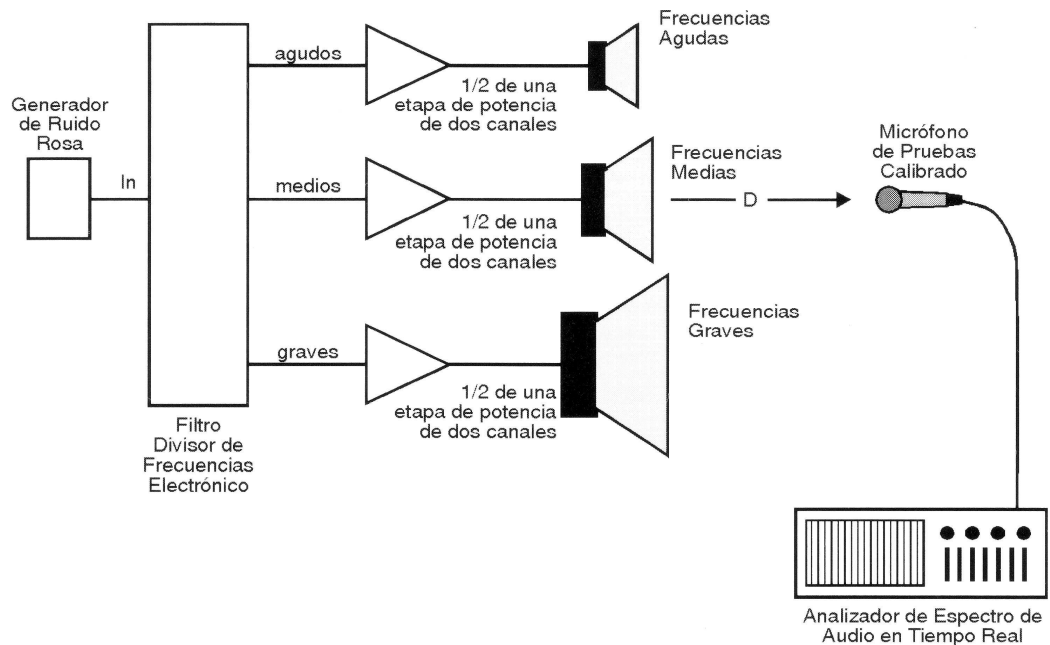 Generador
de Ruido
Rosa
In
Filtro
Divisor de
Frecuencias
Electrónico
agudos
1/2 de una
etapa de potencia
de dos canales
Frecuencias
Agudas
medios
1/2 de una
etapa de potencia
de dos canales
Frecuencias
Medias
D
Micrófono
de Pruebas
Calibrado
graves
1/2 de una
etapa de potencia
de dos canales
Frecuencias
Graves
Analizador de Espectro de
Audio en Tiempo Real